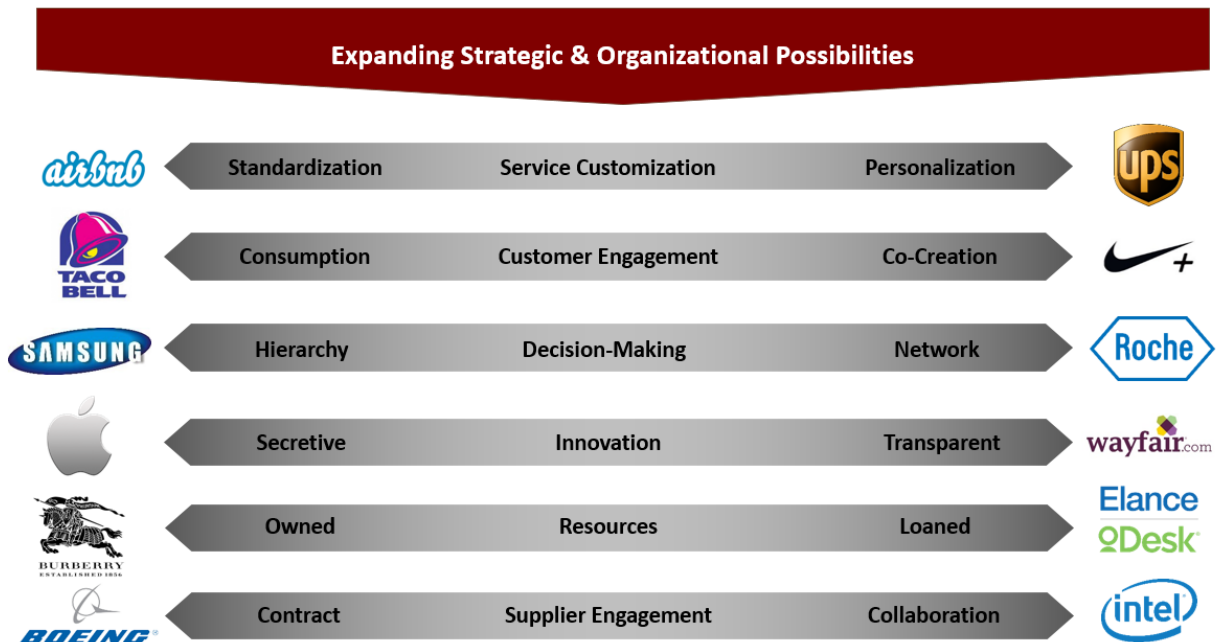 Expanding Strategic & Organizational Possibilities
airbnb
Standardization Service Customization Personalization
ups
TACO
BELL
Consumption Customer Engagement Co-Creation
+
SAMSUNG
Hierarchy Decision-Making Network
Roche
Secretive Innovation Transparent
wayfair.com
BURBERRY
ESTABLISHED 1856
Owned Resources Loaned
Elance
oDesk
BOEING®
Contract Supplier Engagement Collaboration
intel